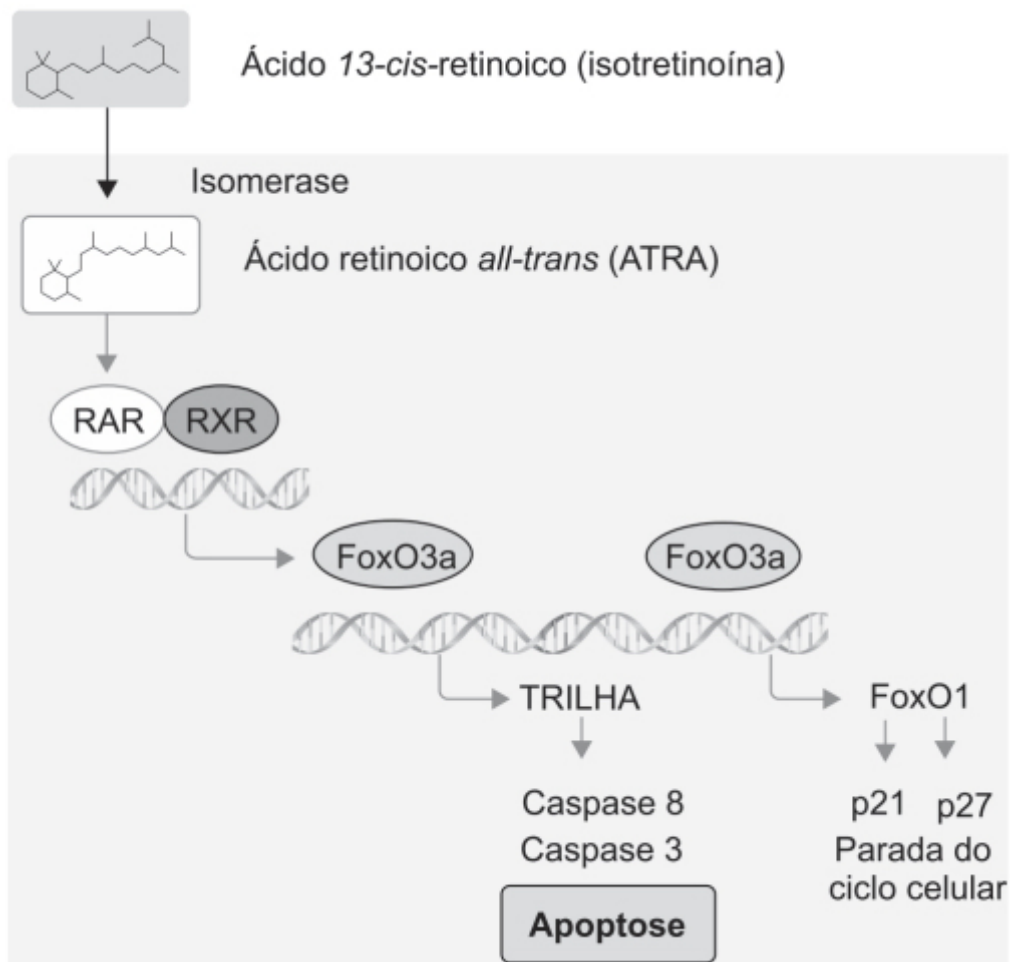 Ácido 13-cis-retinoico (isotretinoína)
Isomerase
Ácido retinoico all-trans (ATRA)
RAR RXR
FoxO3a FoxO3a
TRILHA FoxO1
Caspase 8 p21 p27
Caspase 3 Parada do
ciclo celular
Apoptose